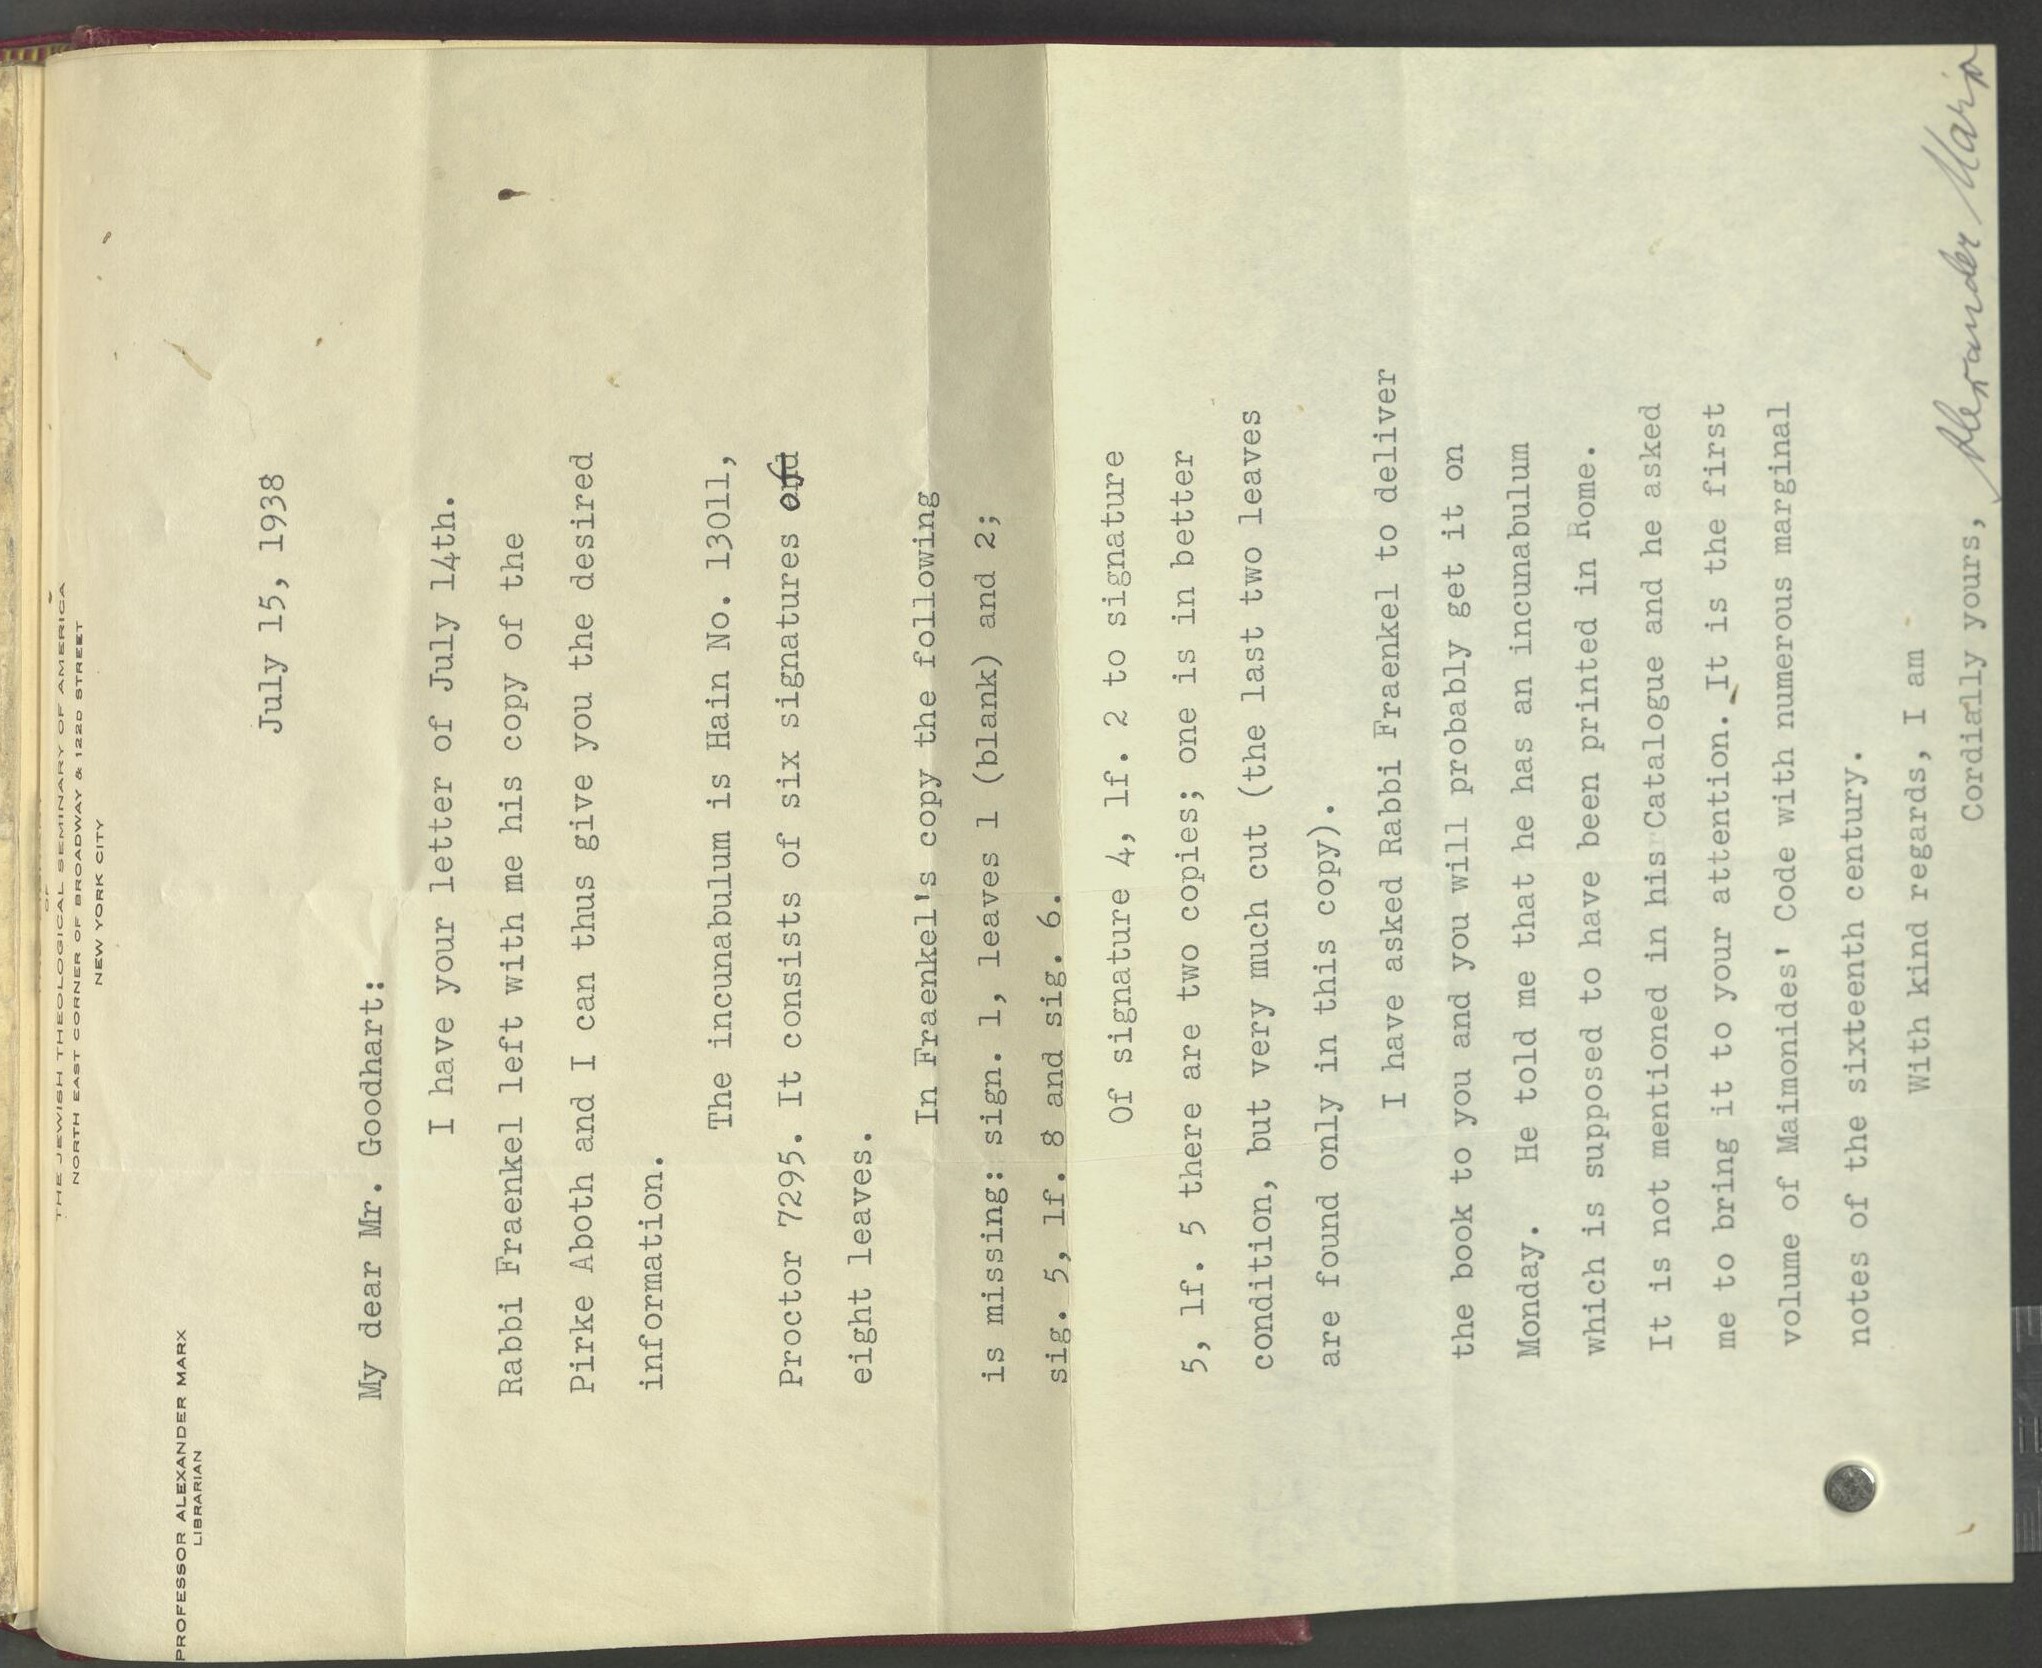 OF
THE JEWISH THEOLOGICAL SEMINARY OF AMERICA
NORTH EAST CORNER OF BROADWAY & 122D STREET
NEW YORK CITY
PROFESSOR ALEXANDER MARX
LIBRARIAN
July 15, 1938
My dear Mr. Goodhart:
I have your letter of July 14th.
Rabbi Fraenkel left with me his copy of the
Pirke Aboth and I can thus give you the desired
information.
The incunabulum is Hain No. 13011,
Proctor 7295. It consists of six signatures of
eight leaves.
In Fraenkel's copy the following
is missing: sign. 1, leaves 1 (blank) and 2;
sig. 5, lf. 8 and sig. 6.
Of signature 4, lf. 2 to signature
5, lf. 5 there are two copies; one is in better
condition, but very much cut (the last two leaves
are found only in this copy).
I have asked Rabbi Fraenkel to deliver
the book to you and you will probably get it on
Monday. He told me that he has an incunabulum
which is supposed to have been printed in Rome.
It is not mentioned in his Catalogue and he asked
me to bring it to your attention. It is the first
volume of Maimonides' Code with numerous marginal
notes of the sixteenth century.
With kind regards, I am
Cordially yours,
Alexander Marx